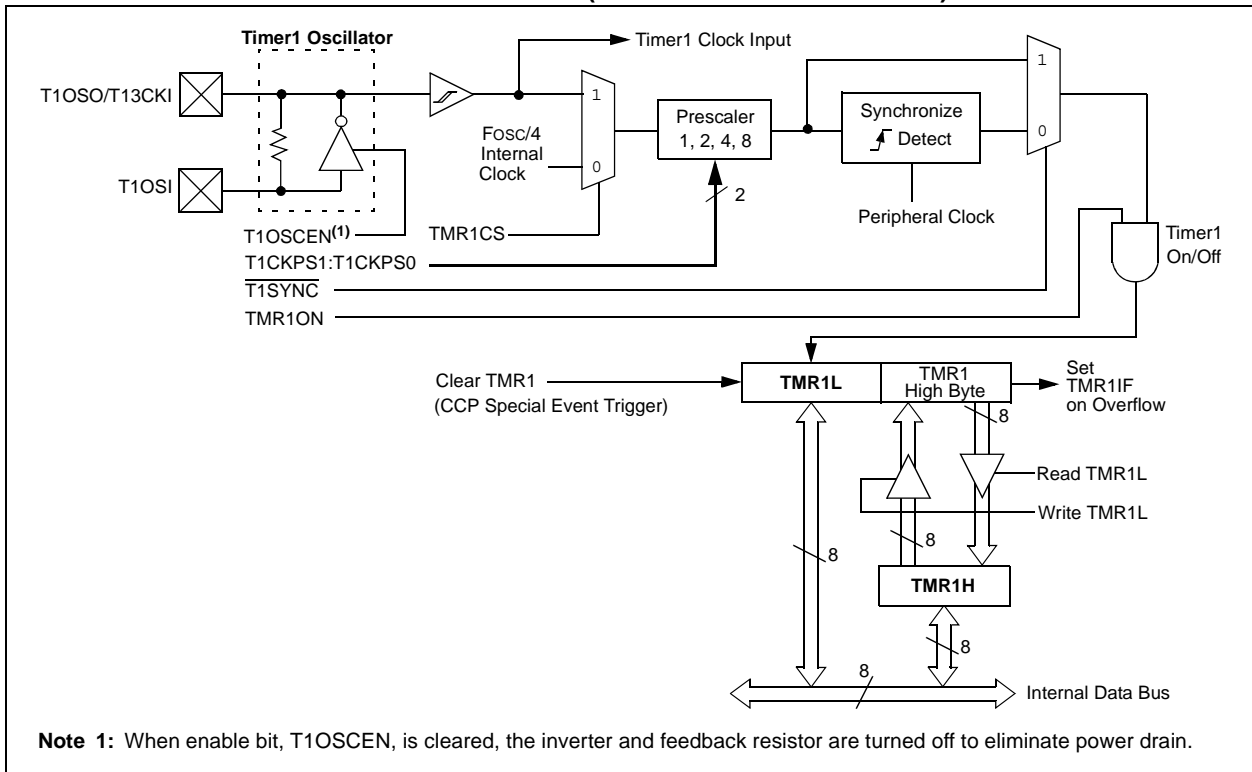 Timer1 Oscillator
Timer1 Clock Input
T1OSO/T13CKI
1
1
Prescaler
1, 2, 4, 8
Synchronize
Detect
FOSC/4
Internal
Clock
0
0
T1OSI
2
Peripheral Clock
T1OSCEN(1)
TMR1CS
Timer1
On/Off
T1CKPS1:T1CKPS0
T1SYNC
TMR1ON
Clear TMR1
(CCP Special Event Trigger)
TMR1L
TMR1
High Byte
Set
TMR1IF
on Overflow
8
Read TMR1L
Write TMR1L
8
8
TMR1H
8
8
Internal Data Bus
Note 1: When enable bit, T1OSCEN, is cleared, the inverter and feedback resistor are turned off to eliminate power drain.